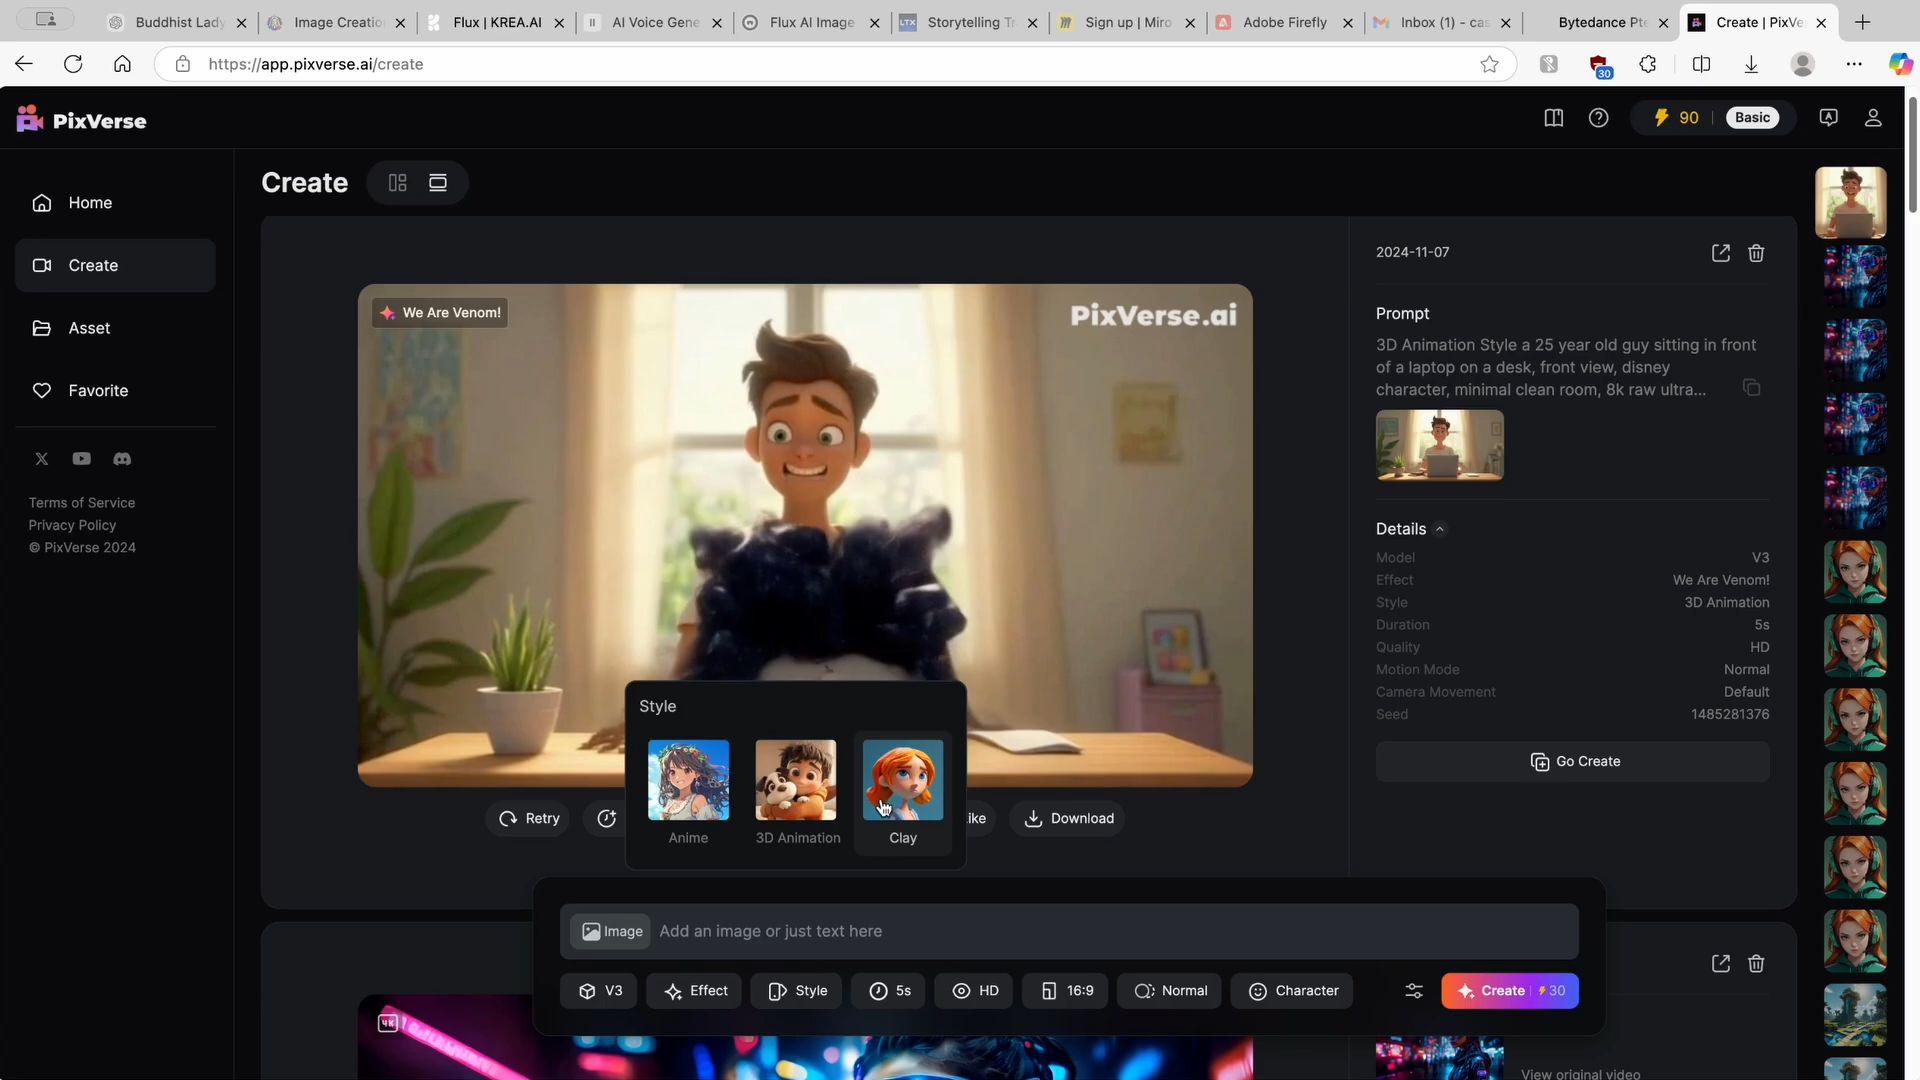 Buddhist Lady
Image Creatio
Flux | KREA.AI
AI Voice Gene
Flux AI Image
LTX
Storytelling Tr
Sign up | Miro
Adobe Firefly
Inbox (1) - cas
Bytedance Pte
Create | PixVe
https://app.pixverse.ai/create
30
PixVerse
90
Basic
Home
Create
Asset
Favorite
Terms of Service
Privacy Policy
© PixVerse 2024
Create
We Are Venom!
PixVerse.ai
2024-11-07
Prompt
3D Animation Style a 25 year old guy sitting in front
of a laptop on a desk, front view, disney
character, minimal clean room, 8k raw ultra...
Details
Model V3
Effect We Are Venom!
Style 3D Animation
Duration 5s
Quality HD
Motion Mode Normal
Camera Movement Default
Seed 1485281376
Go Create
Style
Anime
3D Animation
Clay
Retry
ike
Download
Image
Add an image or just text here
V3
Effect
Style
5s
HD
16:9
Normal
Character
Create
30
4K
View original video